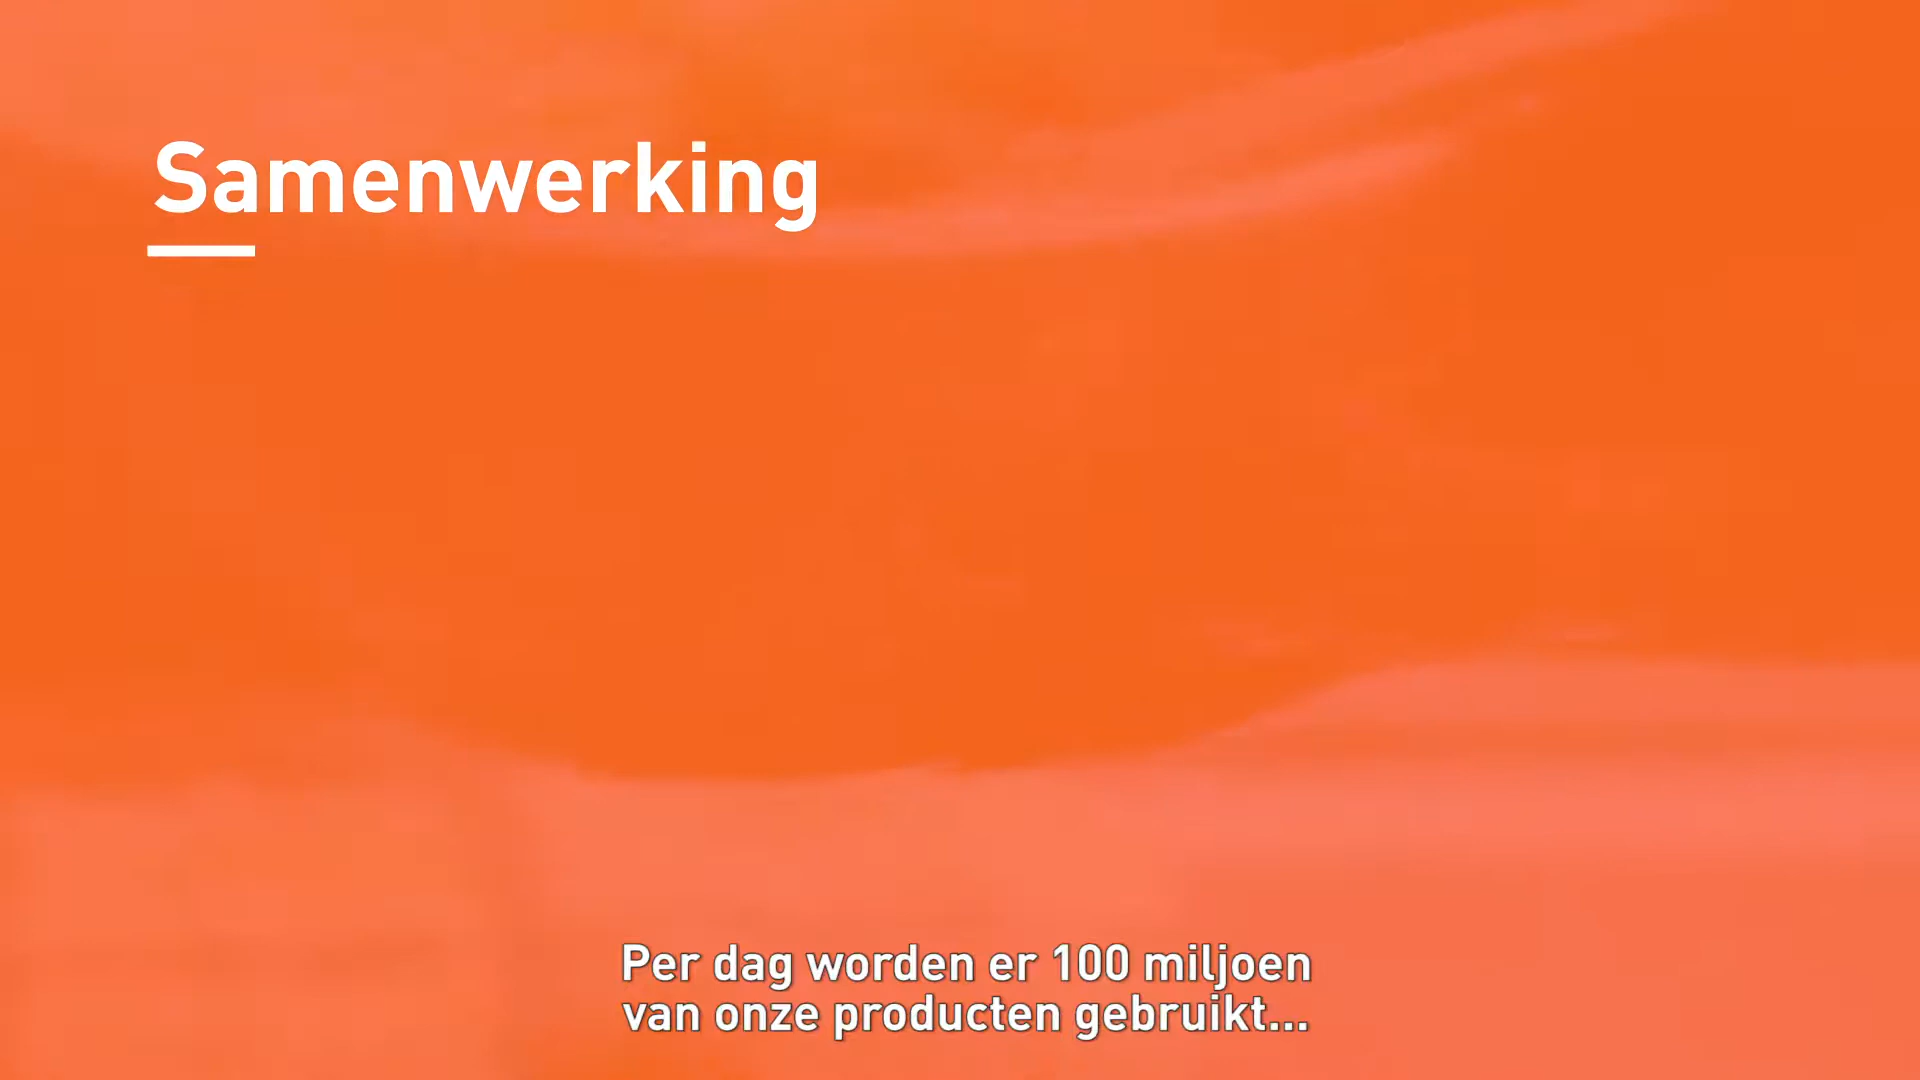 Samenwerking
Per dag worden er 100 miljoen
van onze producten gebruikt...